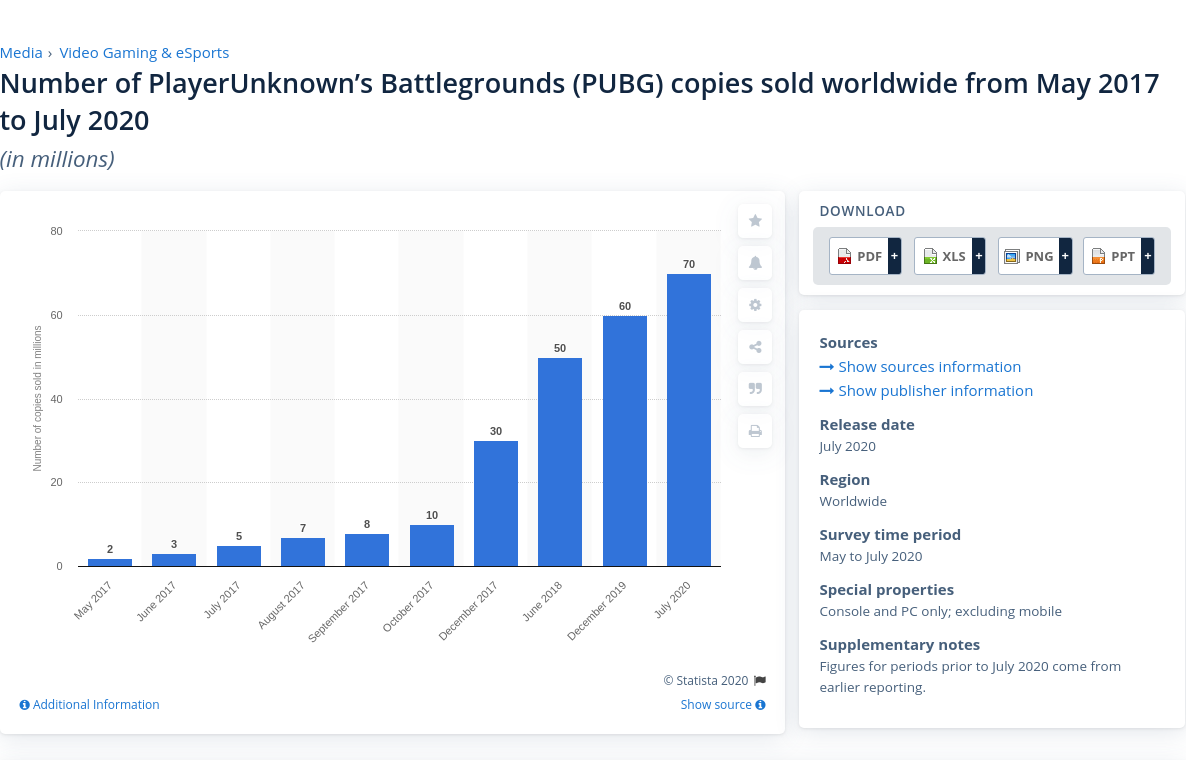 Media › Video Gaming & eSports
Number of PlayerUnknown’s Battlegrounds (PUBG) copies sold worldwide from May 2017
to July 2020
(in millions)
Number of copies sold in millions
80
60
40
20
0
2
3
5
7
8
10
30
50
60
70
May 2017
June 2017
July 2017
August 2017
September 2017
October 2017
December 2017
June 2018
December 2019
July 2020
© Statista 2020
Additional Information
Show source
DOWNLOAD
PDF +
XLS +
PNG +
PPT +
Sources
Show sources information
Show publisher information
Release date
July 2020
Region
Worldwide
Survey time period
May to July 2020
Special properties
Console and PC only; excluding mobile
Supplementary notes
Figures for periods prior to July 2020 come from
earlier reporting.